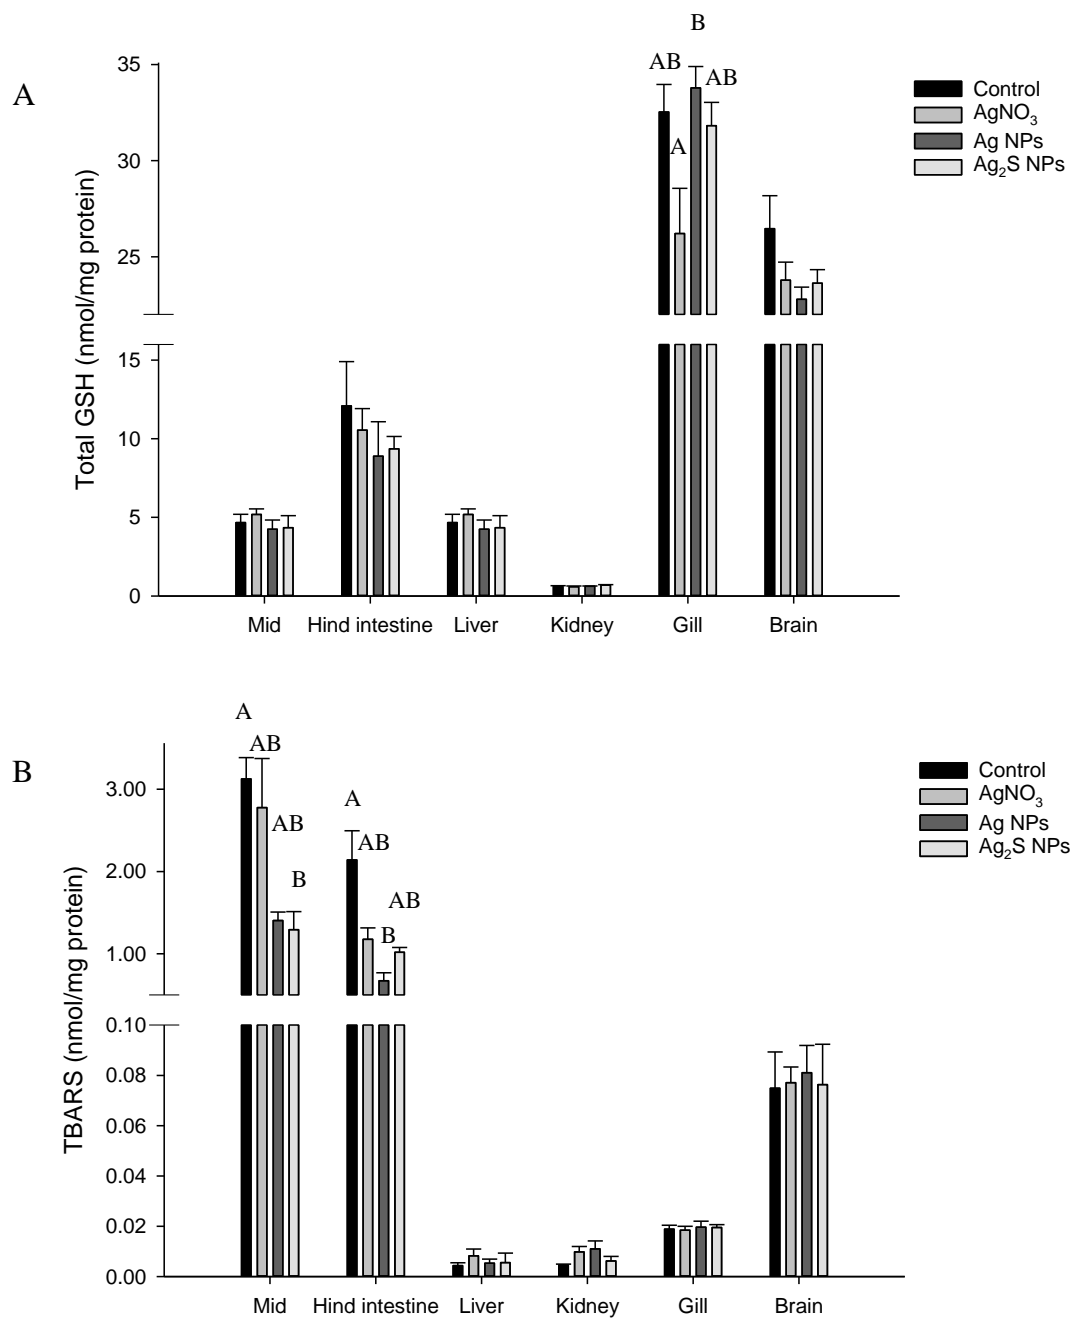 B
35
AB
A
AB
Control
AgNO3
30
A
Ag NPs
Ag2S NPs
25
Total GSH (nmol/mg protein)
15
10
5
0
Mid Hind intestine Liver Kidney Gill Brain
A
AB
B
3.00
A
AB
AB
Control
AgNO3
Ag NPs
Ag2S NPs
2.00
B
AB
B
1.00
TBARS (nmol/mg protein)
0.10
0.08
0.06
0.04
0.02
0.00
Mid Hind intestine Liver Kidney Gill Brain